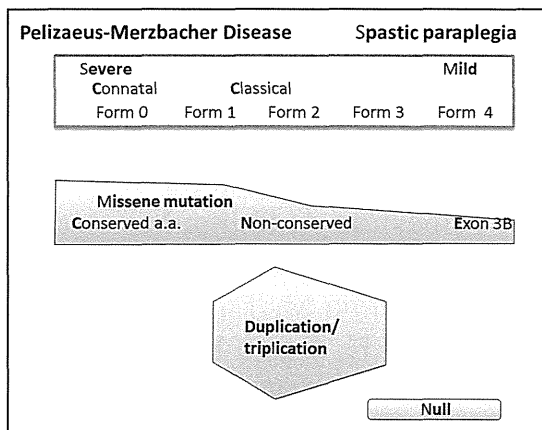 Pelizaeus-Merzbacher Disease Spastic paraplegia
Severe Mild
Connatal Classical
Form 0 Form 1 Form 2 Form 3 Form 4
Missene mutation
Conserved a.a. Non-conserved Exon 3B
Duplication/
triplication
Null